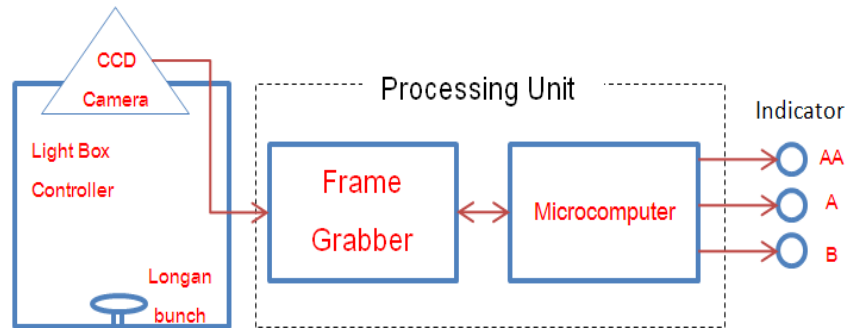 CCD
Camera
Light Box
Controller
Longan
bunch
Processing Unit
Frame
Grabber
Microcomputer
Indicator
AA
A
B